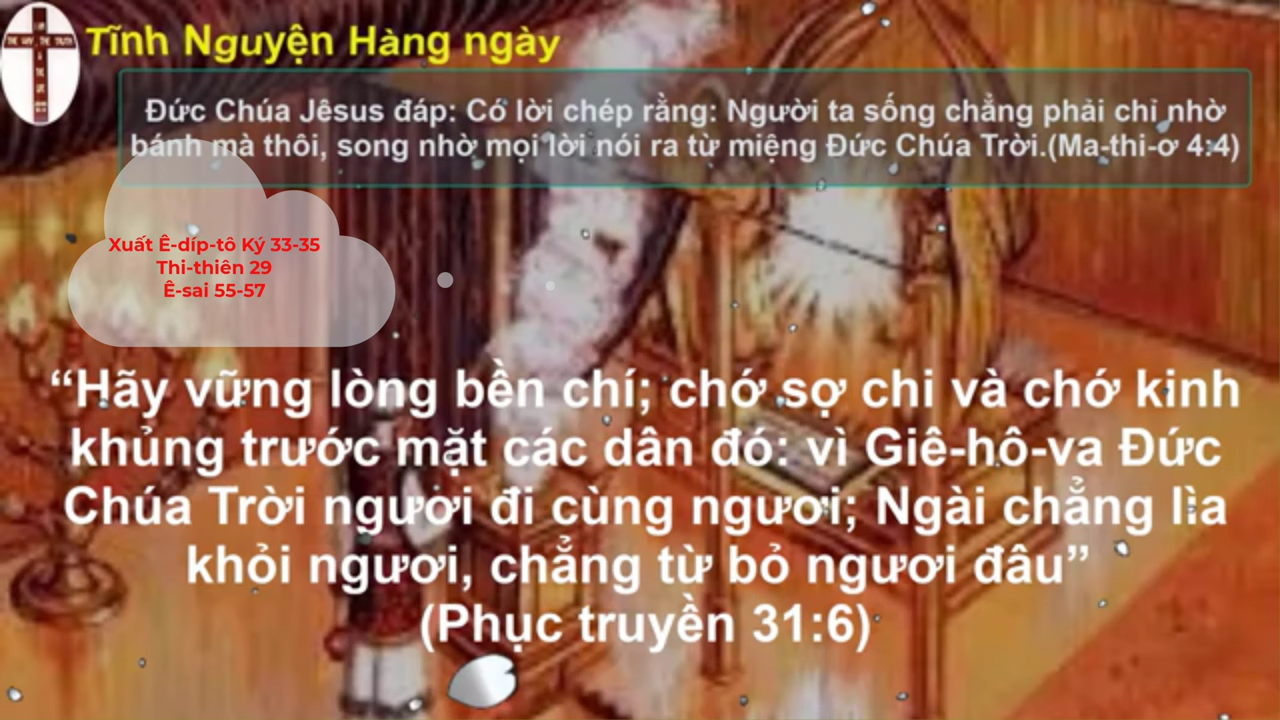 Tĩnh Nguyện Hàng ngày
Đức Chúa Jêsus đáp: Có lời chép rằng: Người ta sống chẳng phải chỉ nhờ
bánh mà thôi, song nhờ mọi lời nói ra từ miệng Đức Chúa Trời.(Ma-thi-ơ 4:4)
Xuất Ê-díp-tô Ký 33-35
Thi-thiên 29
Ê-sai 55-57
“Hãy vững lòng bền chí; chớ sợ chi và chớ kinh
khủng trước mặt các dân đó: vì Giê-hô-va Đức
Chúa Trời ngươi đi cùng ngươi; Ngài chẳng lìa
khỏi ngươi, chẳng từ bỏ ngươi đâu”
(Phục truyền 31:6)